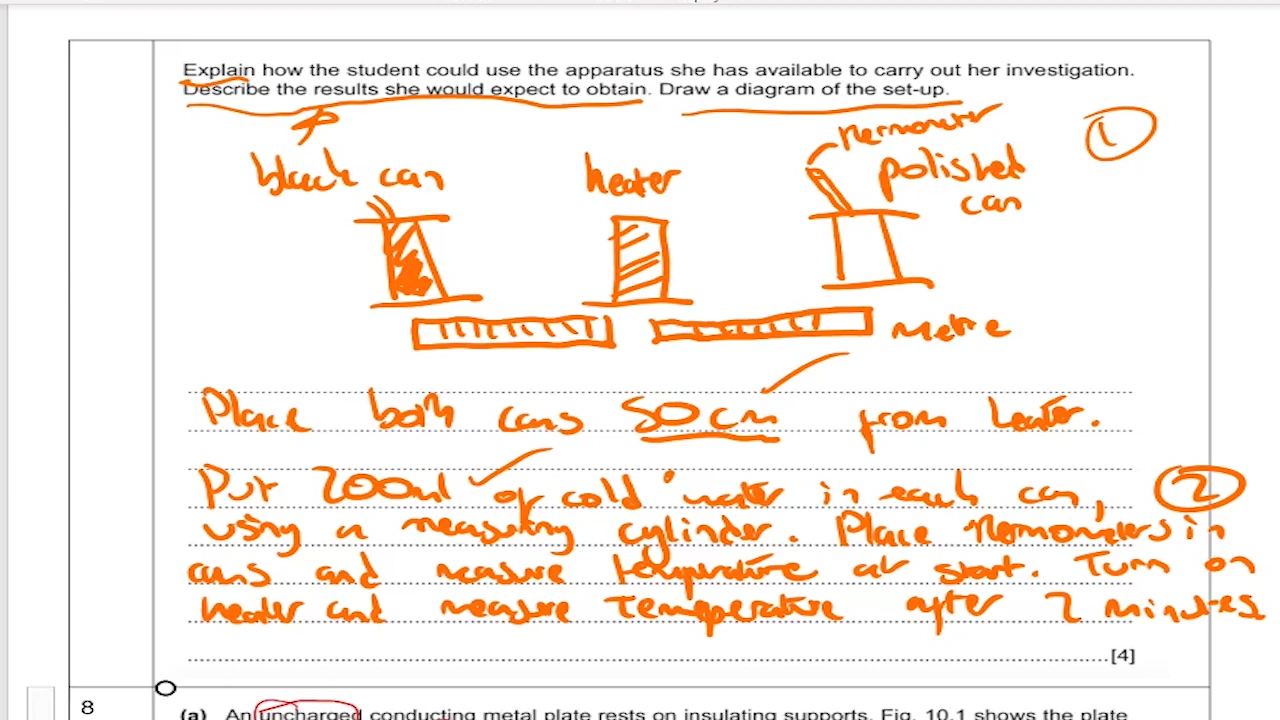 Explain how the student could use the apparatus she has available to carry out her investigation.
Describe the results she would expect to obtain. Draw a diagram of the set-up.
thermometer
1
black can
heater
polished
can
metre
Place both cans 50cm from heater.
Put 200ml of cold water in each can,
2
using a measuring cylinder. Place thermometers in
cans and measure temperature at start. Turn on
heater and measure temeperature after 2 minutes
[4]
8
(a) An uncharged conducting metal plate rests on insulating supports. Fig. 10.1 shows the plate